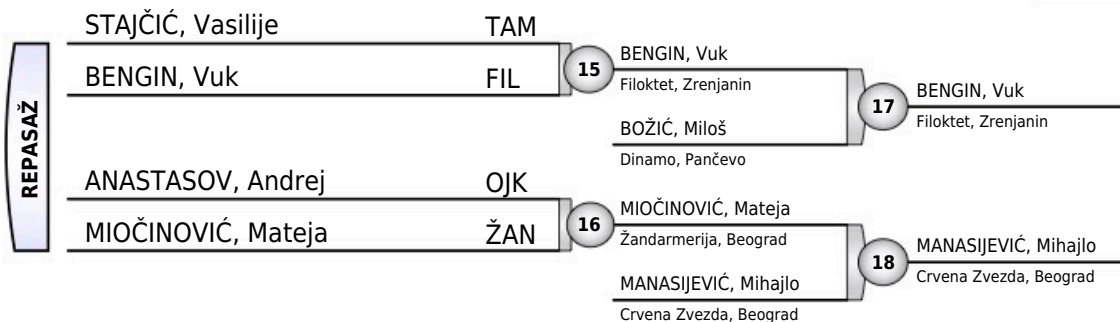 REPASAŽ
STAJČIĆ, Vasilije TAM
BENGIN, Vuk FIL
15
BENGIN, Vuk
Filoktet, Zrenjanin
BOŽIĆ, Miloš
Dinamo, Pančevo
17
BENGIN, Vuk
Filoktet, Zrenjanin
ANASTASOV, Andrej OJK
MIOČINOVIĆ, Mateja ŽAN
16
MIOČINOVIĆ, Mateja
Žandarmerija, Beograd
MANASIJEVIĆ, Mihajlo
Crvena Zvezda, Beograd
18
MANASIJEVIĆ, Mihajlo
Crvena Zvezda, Beograd